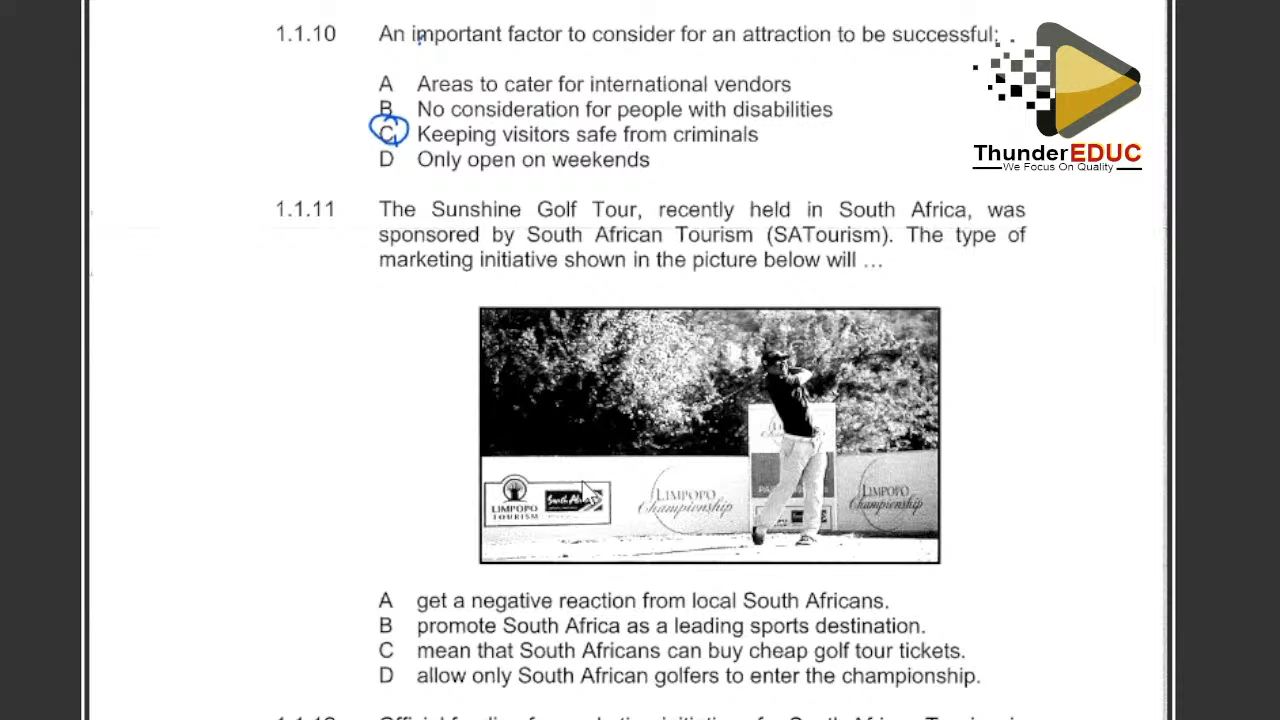 1.1.10 An important factor to consider for an attraction to be successful:
A Areas to cater for international vendors
B No consideration for people with disabilities
C Keeping visitors safe from criminals
D Only open on weekends
ThunderEDUC
We Focus On Quality
1.1.11 The Sunshine Golf Tour, recently held in South Africa, was
sponsored by South African Tourism (SATourism). The type of
marketing initiative shown in the picture below will ...
LIMPOPO
TOURISM
South Africa
LIMPOPO
Championship
LIMPOPO
Championship
A get a negative reaction from local South Africans.
B promote South Africa as a leading sports destination.
C mean that South Africans can buy cheap golf tour tickets.
D allow only South African golfers to enter the championship.